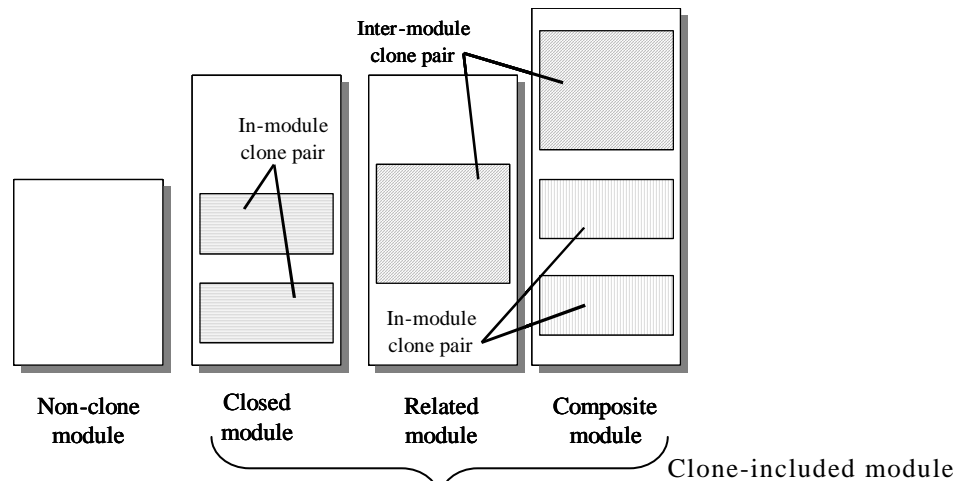 Inter-module
clone pair
In-module
clone pair
In-module
clone pair
Non-clone
module
Closed
module
Related
module
Composite
module
Clone-included module